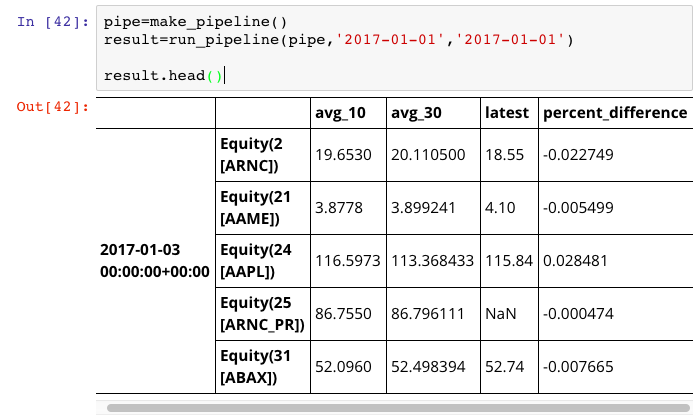 In [42]:
pipe=make_pipeline()
result=run_pipeline(pipe,'2017-01-01','2017-01-01')
result.head()
Out[42]:
avg_10 avg_30 latest percent_difference
2017-01-03
00:00:00+00:00
Equity(2
[ARNC])
19.6530 20.110500 18.55 -0.022749
Equity(21
[AAME])
3.8778 3.899241 4.10 -0.005499
Equity(24
[AAPL])
116.5973 113.368433 115.84 0.028481
Equity(25
[ARNC_PR])
86.7550 86.796111 NaN -0.000474
Equity(31
[ABAX])
52.0960 52.498394 52.74 -0.007665